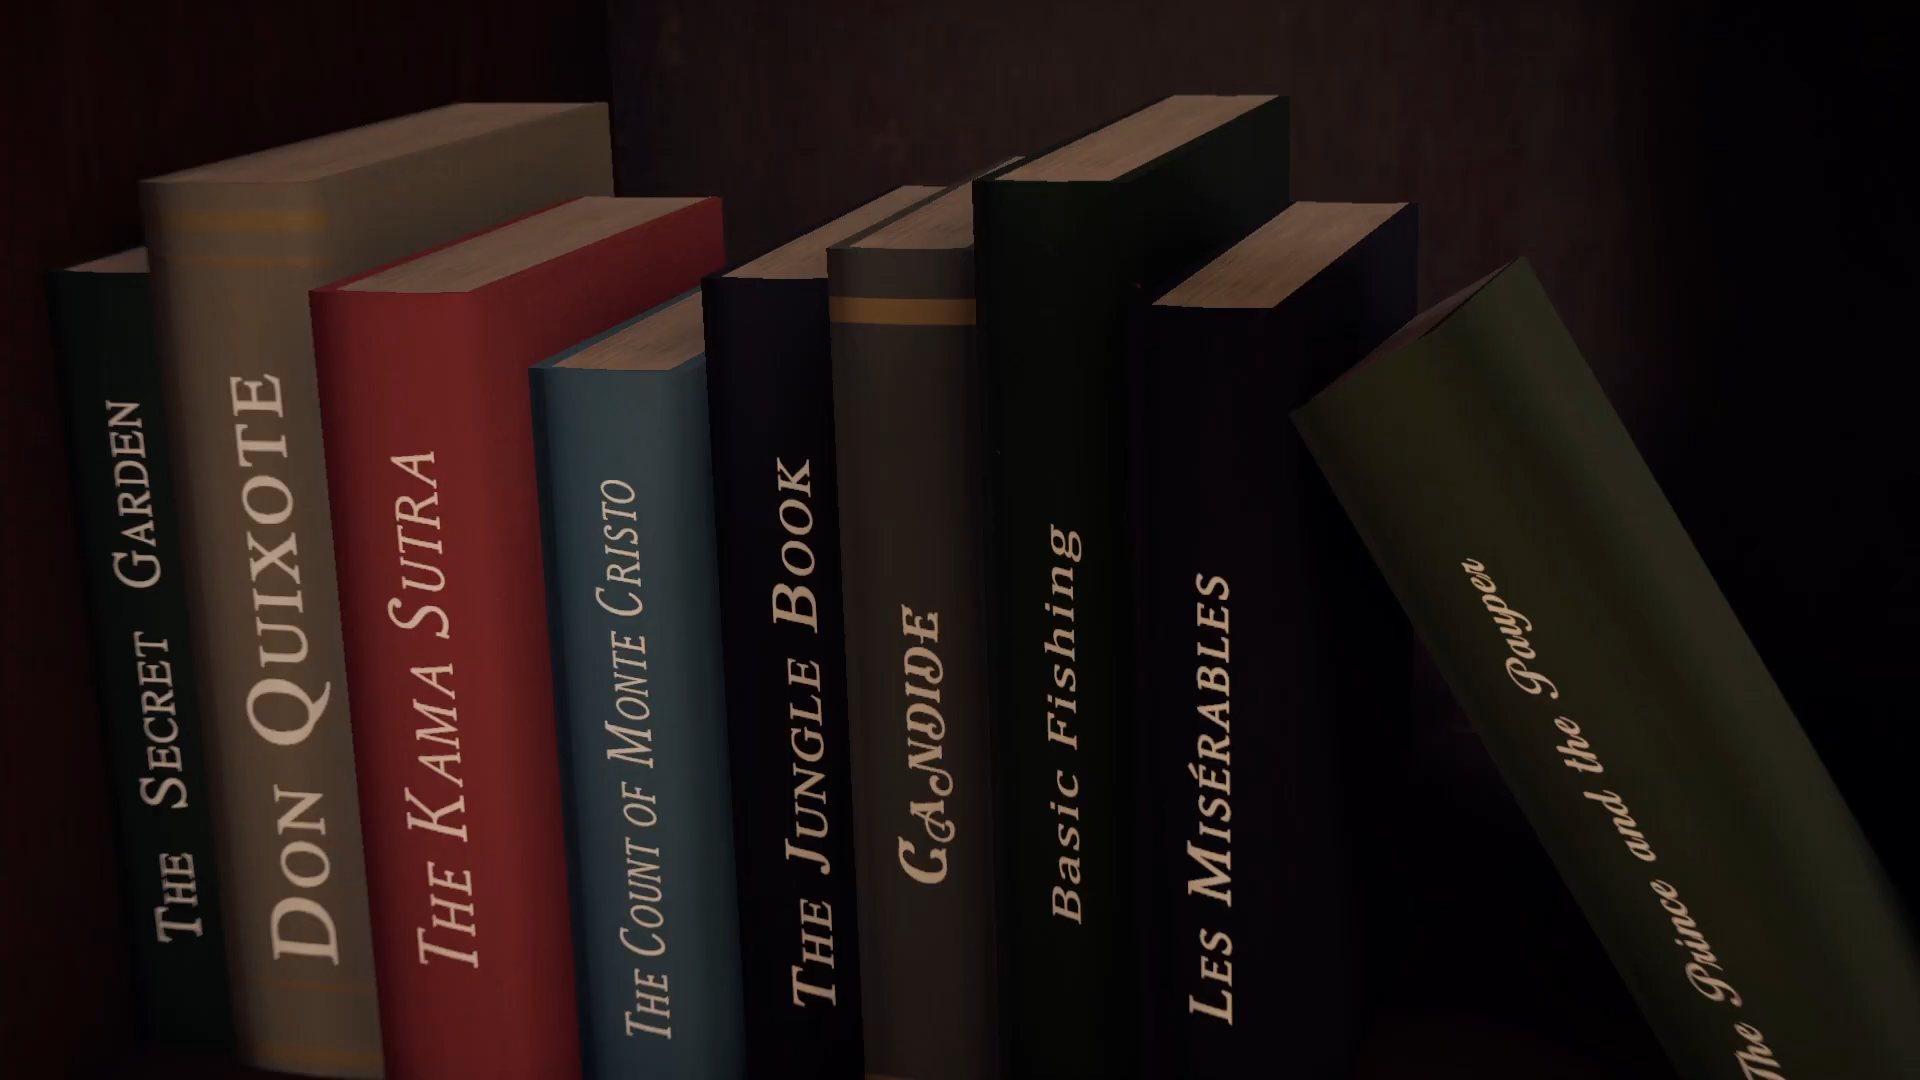 THE SECRET GARDEN
DON QUIXOTE
THE KAMA SUTRA
THE COUNT OF MONTE CRISTO
THE JUNGLE BOOK
CANDIDE
Basic Fishing
LES MISÉRABLES
The Prince and the Pauper